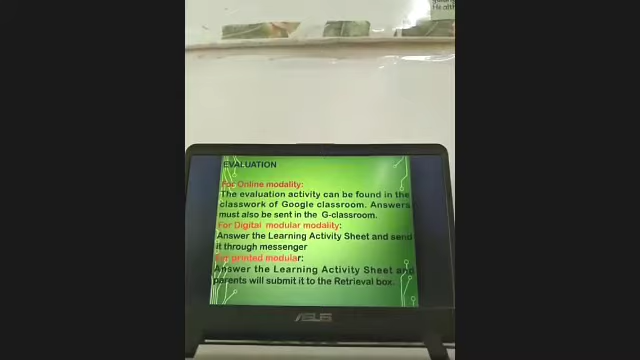 Health
EVALUATION
For Online modality:
The evaluation activity can be found in the
classwork of Google classroom. Answers
must also be sent in the G-classroom.
For Digital modular modality:
Answer the Learning Activity Sheet and send
it through messenger
For printed modular:
Answer the Learning Activity Sheet and
parents will submit it to the Retrieval box.
ASUS